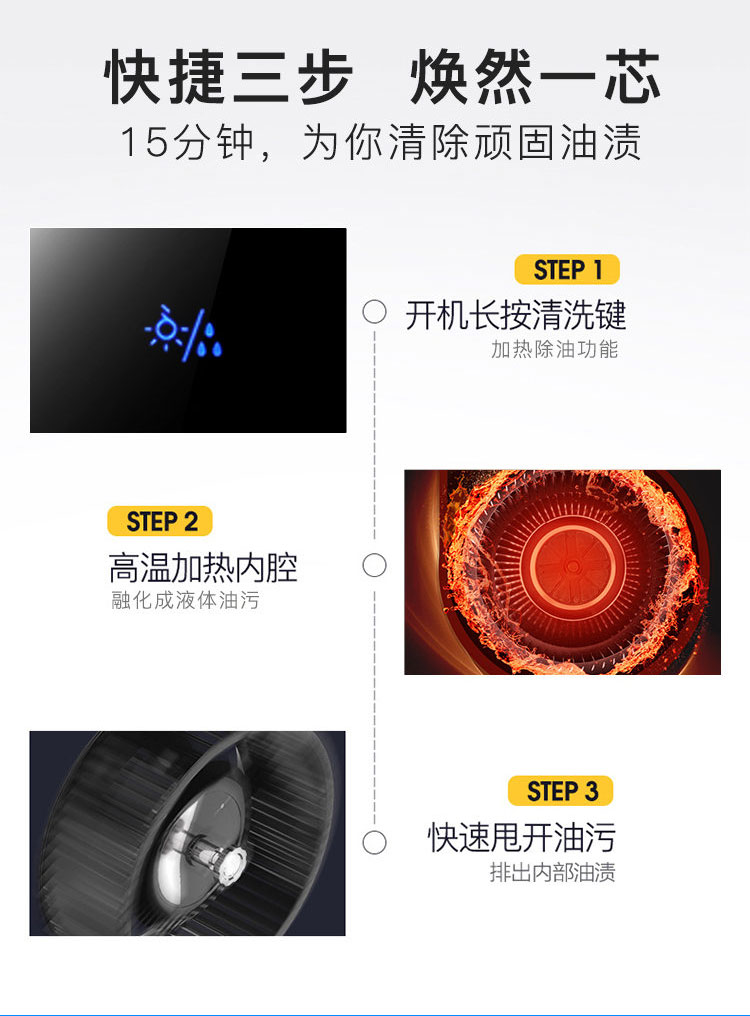 快捷三步 焕然一芯
15分钟，为你清除顽固油渍
STEP 1
开机长按清洗键
加热除油功能
STEP 2
高温加热内腔
融化成液体油污
STEP 3
快速甩开油污
排出内部油渍